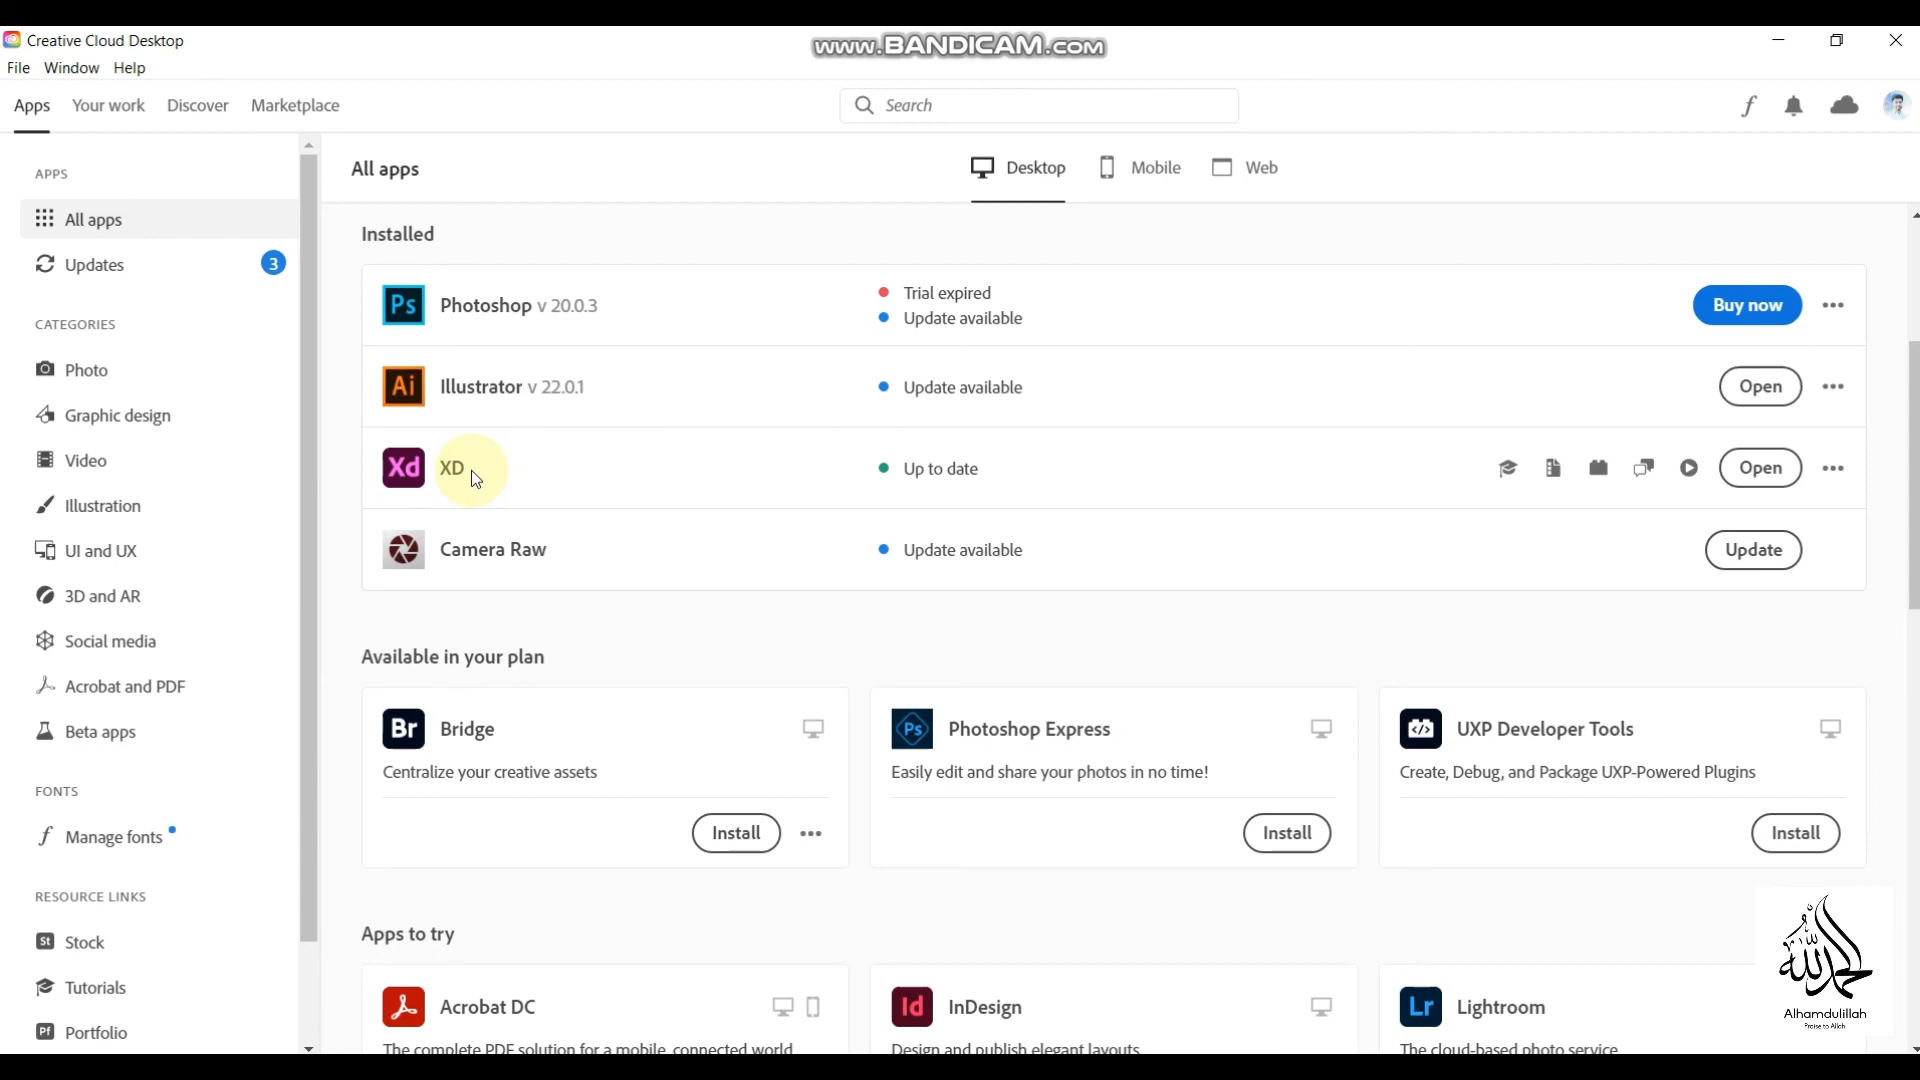 Creative Cloud Desktop
www.BANDICAM.com
File Window Help
Apps Your work Discover Marketplace
Search
APPS
All apps
Updates 3
CATEGORIES
Photo
Graphic design
Video
Illustration
UI and UX
3D and AR
Social media
Acrobat and PDF
Beta apps
FONTS
Manage fonts
RESOURCE LINKS
St Stock
Tutorials
Pf Portfolio
All apps
Desktop Mobile Web
Installed
Ps Photoshop v 20.0.3
Trial expired
Update available
Buy now
Ai Illustrator v 22.0.1 Update available Open
Xd XD Up to date Open
Camera Raw Update available Update
Available in your plan
Br Bridge
Centralize your creative assets
Install
Ps Photoshop Express
Easily edit and share your photos in no time!
Install
UXP Developer Tools
Create, Debug, and Package UXP-Powered Plugins
Install
Apps to try
Acrobat DC
The complete PDF solution for a mobile, connected world
Id InDesign
Design and publish elegant layouts
Lr Lightroom
The cloud-based photo service
الحمد لله
Alhamdulillah
Praise to Allah